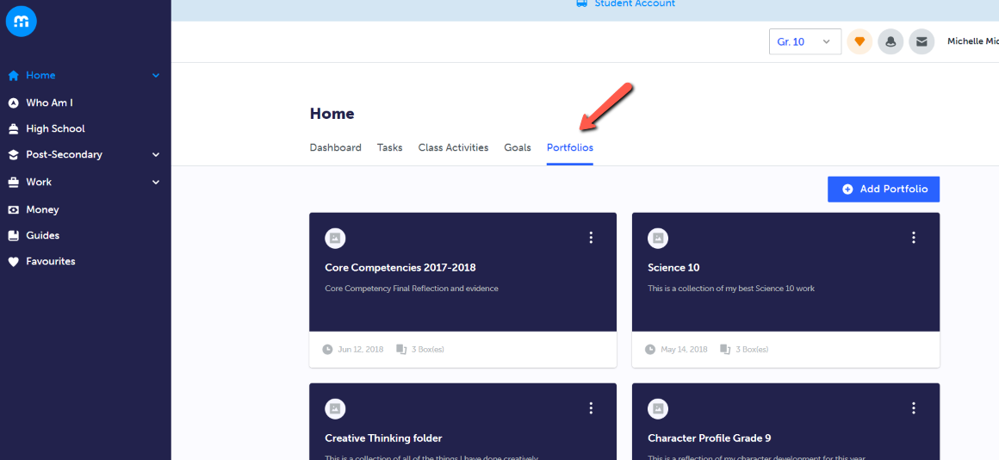 Student Account
Gr. 10
Michelle
Home
Who Am I
High School
Post-Secondary
Work
Money
Guides
Favourites
Home
Dashboard Tasks Class Activities Goals Portfolios
Add Portfolio
Core Competencies 2017-2018
Core Competency Final Reflection and evidence
Jun 12, 2018 3 Box(es)
Science 10
This is a collection of my best Science 10 work
May 14, 2018 3 Box(es)
Creative Thinking folder
This is a collection of all of the things I have done creatively
Character Profile Grade 9
This is a reflection of my character development for this year